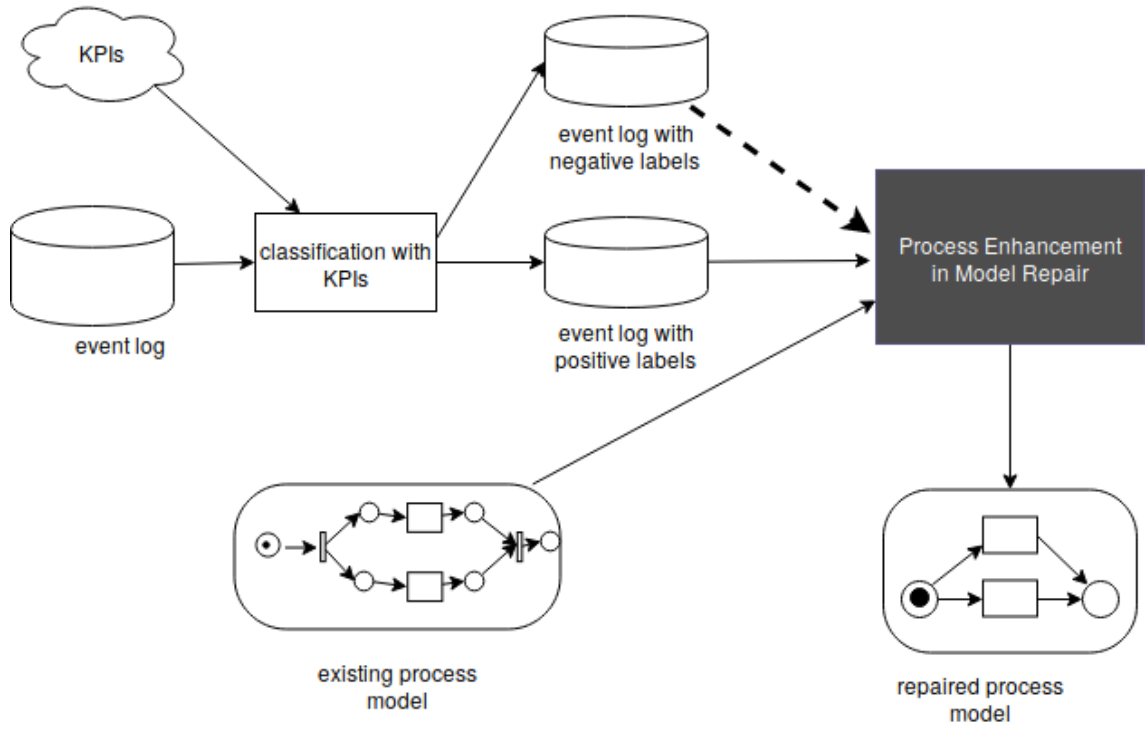 KPIs
event log with
negative labels
classification with
KPIs
Process Enhancement
in Model Repair
event log
event log with
positive labels
existing process
model
repaired process
model